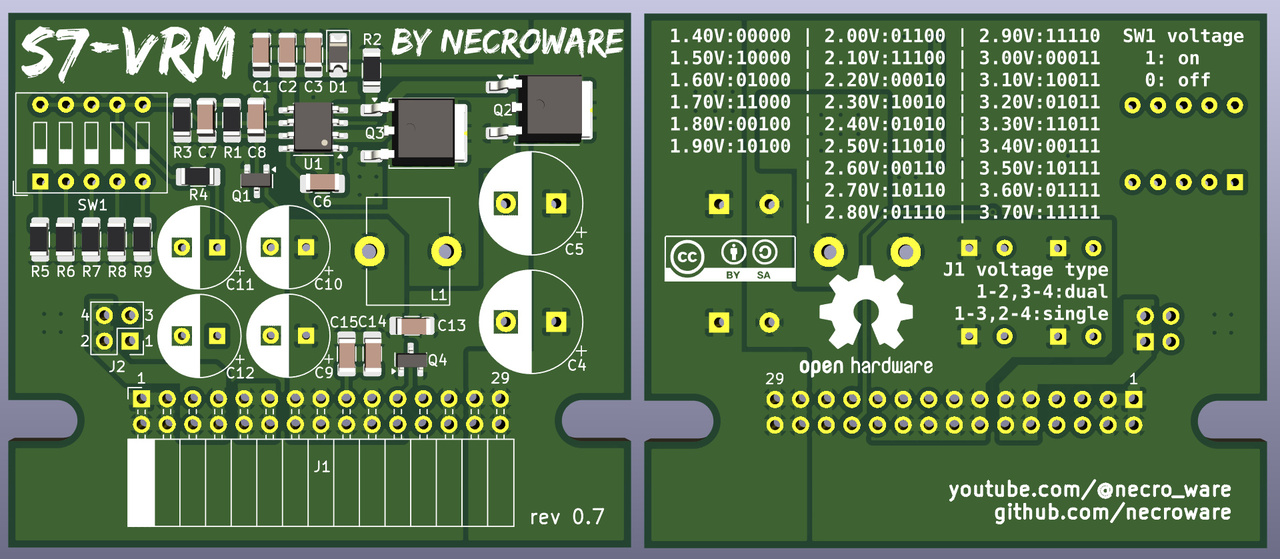 S7-VRM
BY NECROWARE
R2
C1 C2 C3 D1
Q2
Q3
R3 C7 R1 C8
U1
R4
Q1
C6
SW1
C5
R5 R6 R7 R8 R9
C11
C10
L1
4
3
2
1
J2
C15
C14
C13
C12
C9
Q4
C4
1
29
J1
rev 0.7
1.40V:00000 | 2.00V:01100 | 2.90V:11110
1.50V:10000 | 2.10V:11100 | 3.00V:00011
1.60V:01000 | 2.20V:00010 | 3.10V:10011
1.70V:11000 | 2.30V:10010 | 3.20V:01011
1.80V:00100 | 2.40V:01010 | 3.30V:11011
1.90V:10100 | 2.50V:11010 | 3.40V:00111
| 2.60V:00110 | 3.50V:10111
| 2.70V:10110 | 3.60V:01111
| 2.80V:01110 | 3.70V:11111
SW1 voltage
1: on
0: off
cc
BY SA
J1 voltage type
1-2,3-4:dual
1-3,2-4:single
open hardware
29
1
youtube.com/@necro_ware
github.com/necroware